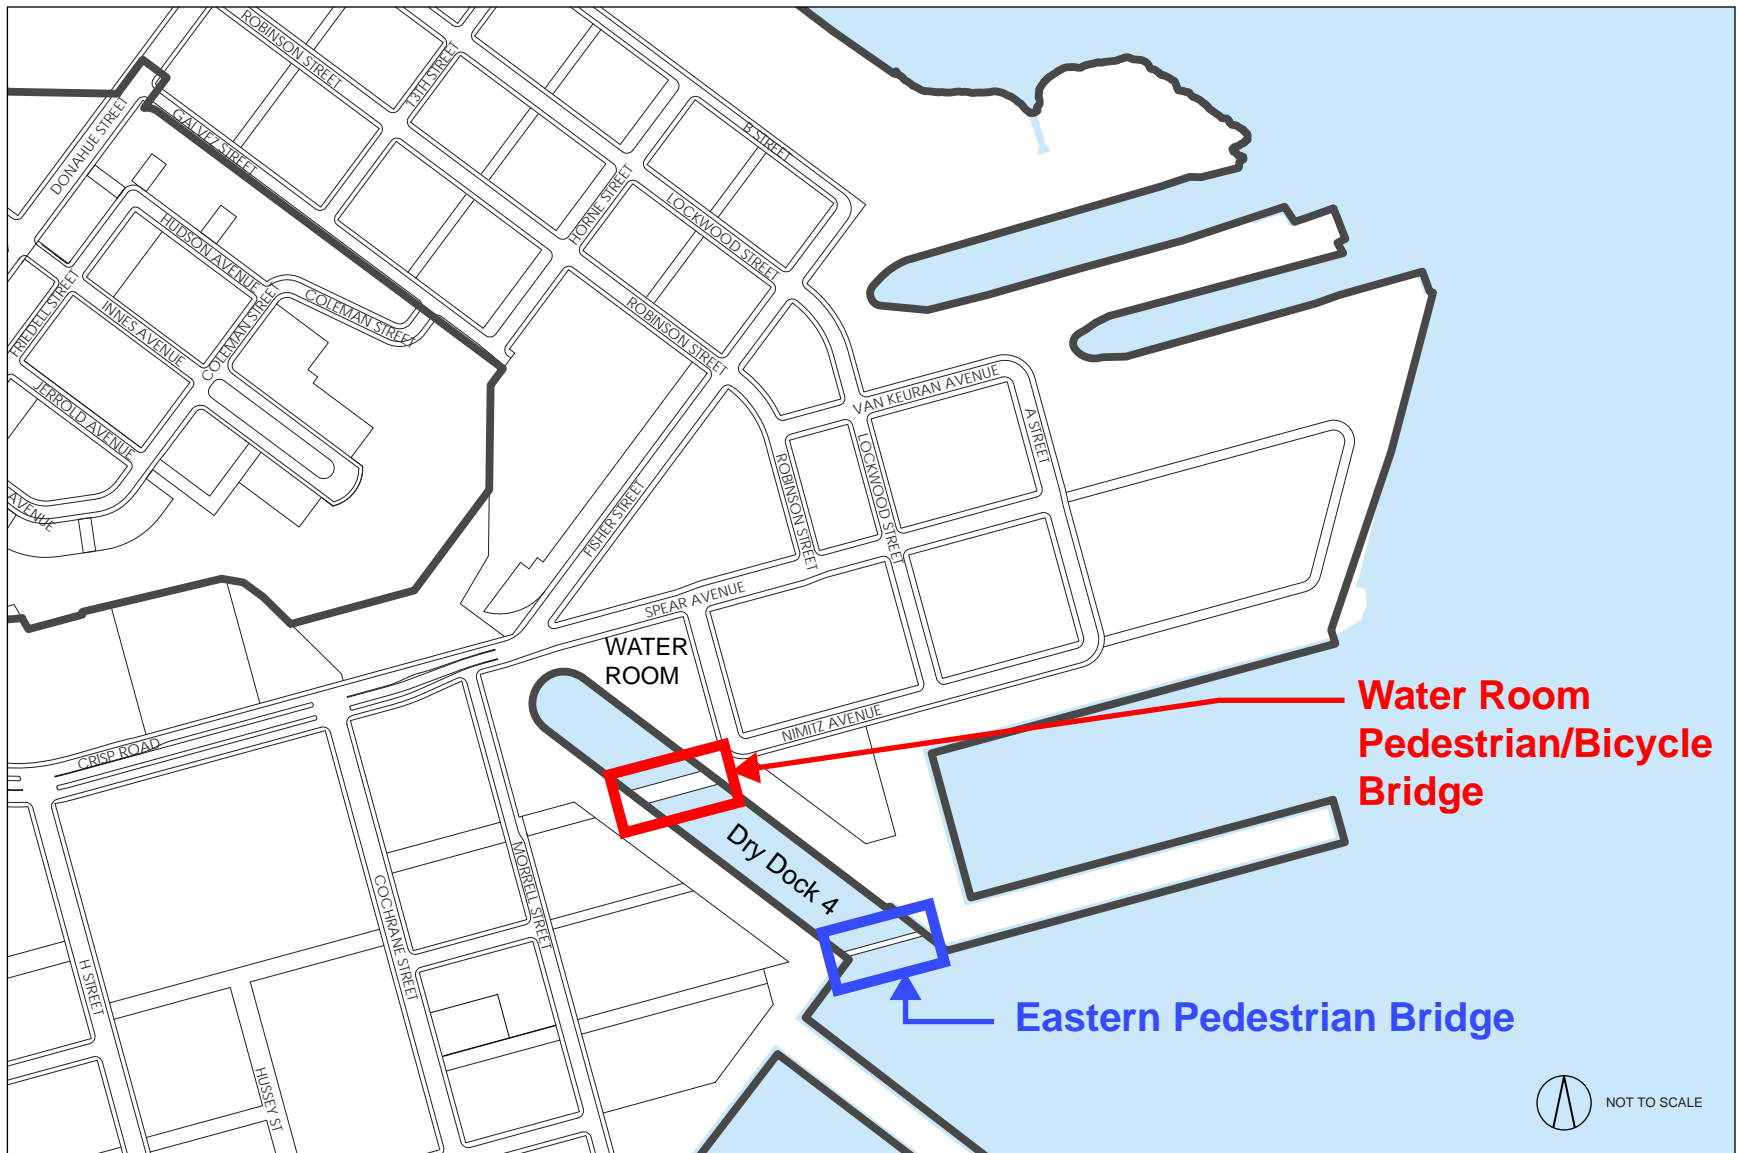 ROBINSON STREET
13TH STREET
DONAHUE STREET
GALVEZ STREET
B STREET
HORNE STREET
LOCKWOOD STREET
HUDSON AVENUE
COLEMAN STREET
COLEMAN STREET
FRIEDELL STREET
INNES AVENUE
JERROLD AVENUE
AVENUE
ROBINSON STREET
VAN KEURAN AVENUE
A STREET
LOCKWOOD STREET
ROBINSON STREET
FISHER STREET
SPEAR AVENUE
WATER
ROOM
NIMITZ AVENUE
CRISP ROAD
Water Room
Pedestrian/Bicycle
Bridge
Dry Dock 4
MORRELL STREET
COCHRANE STREET
H STREET
HUSSEY ST
Eastern Pedestrian Bridge
NOT TO SCALE